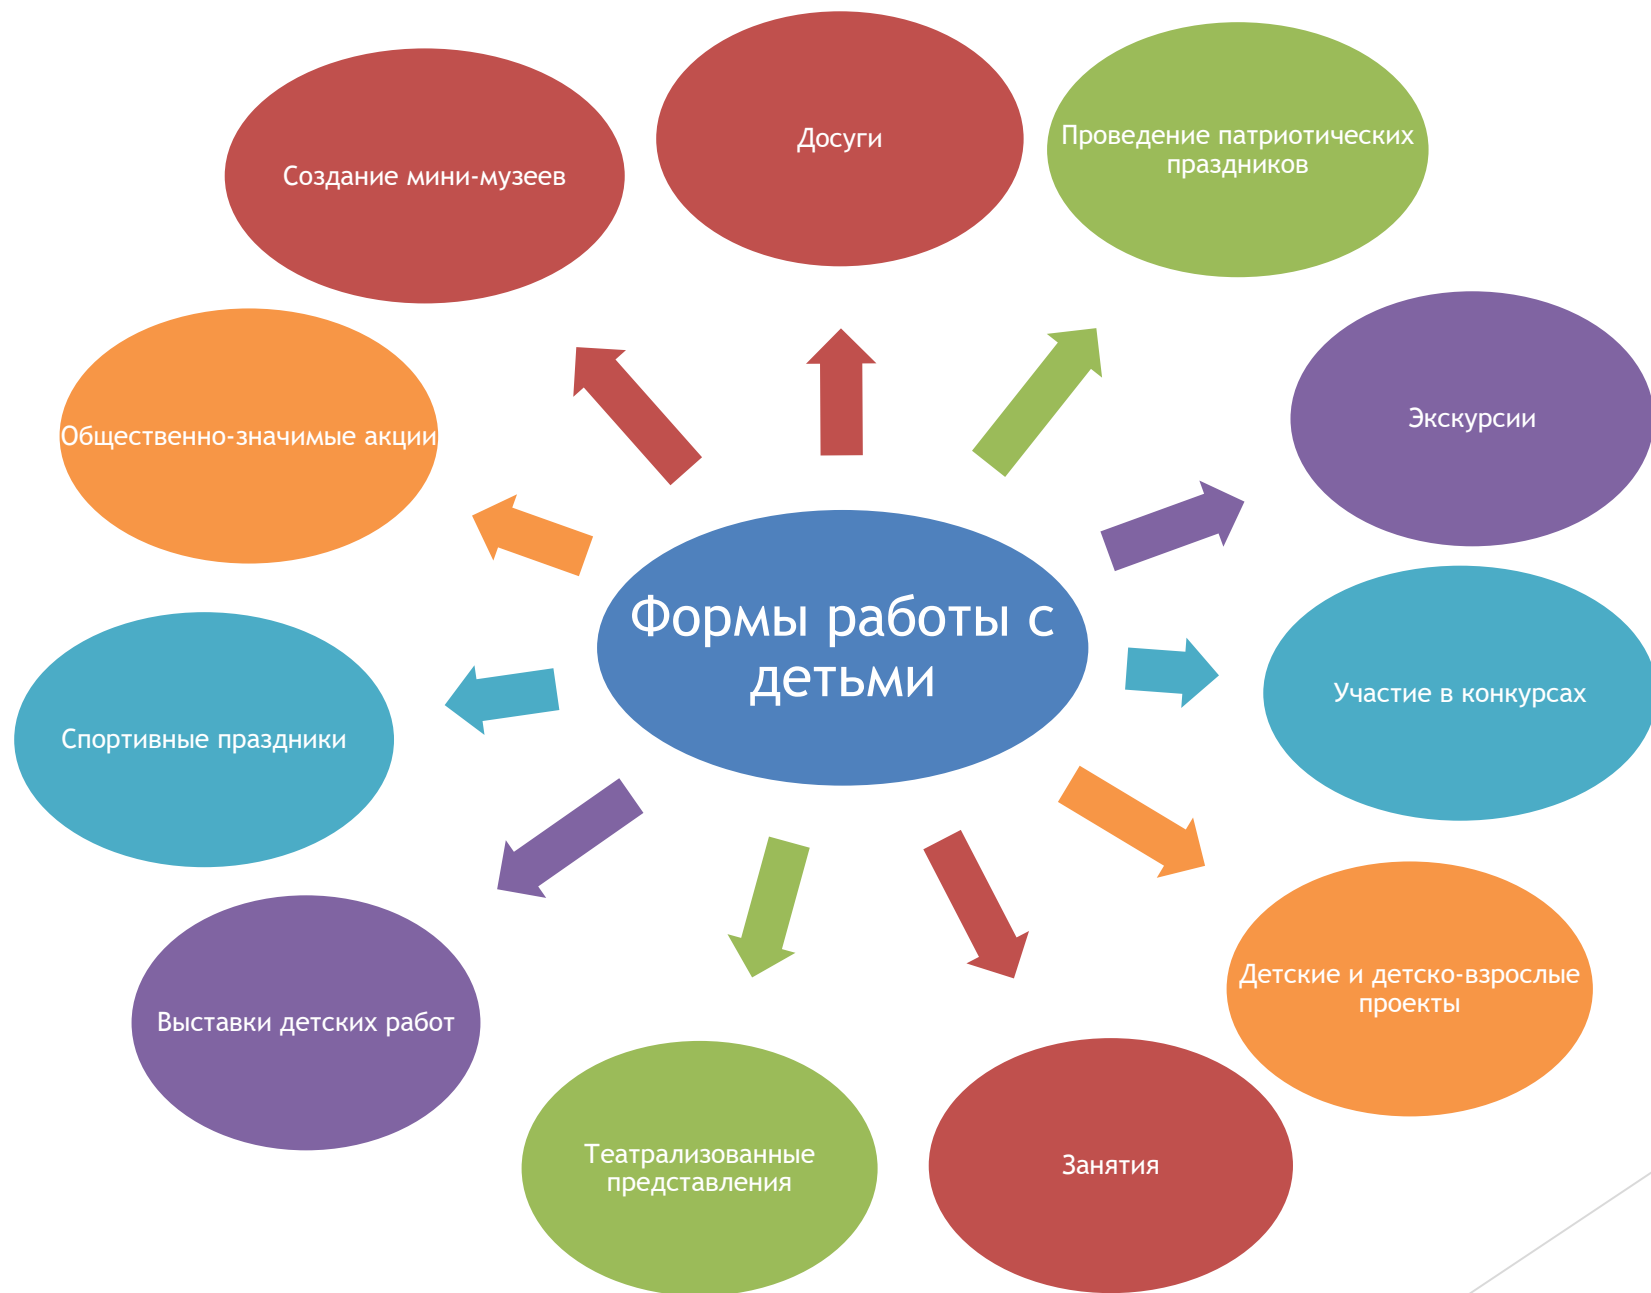 Досуги
Проведение патриотических
праздников
Создание мини-музеев
Экскурсии
Общественно-значимые акции
Формы работы с
детьми
Участие в конкурсах
Спортивные праздники
Детские и детско-взрослые
проекты
Выставки детских работ
Театрализованные
представления
Занятия